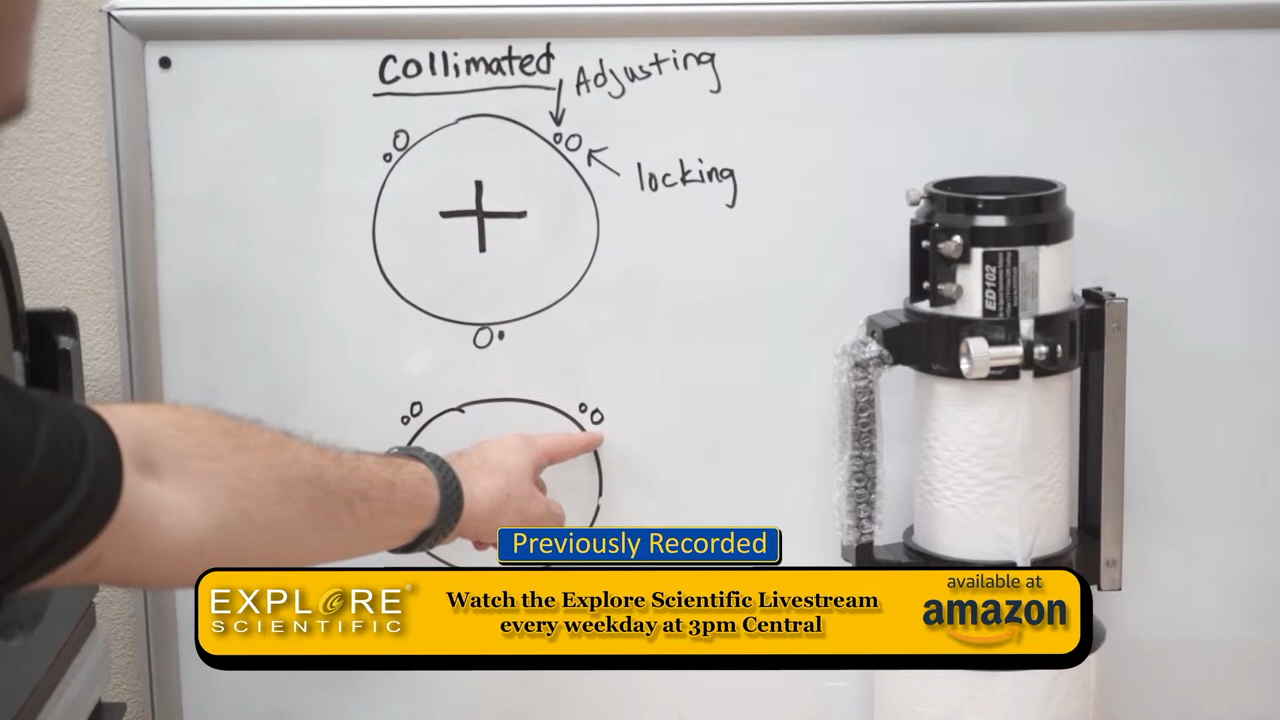 Collimated
Adjusting
locking
ED102
Previously Recorded
EXPLORE
SCIENTIFIC
Watch the Explore Scientific Livestream
every weekday at 3pm Central
available at
amazon